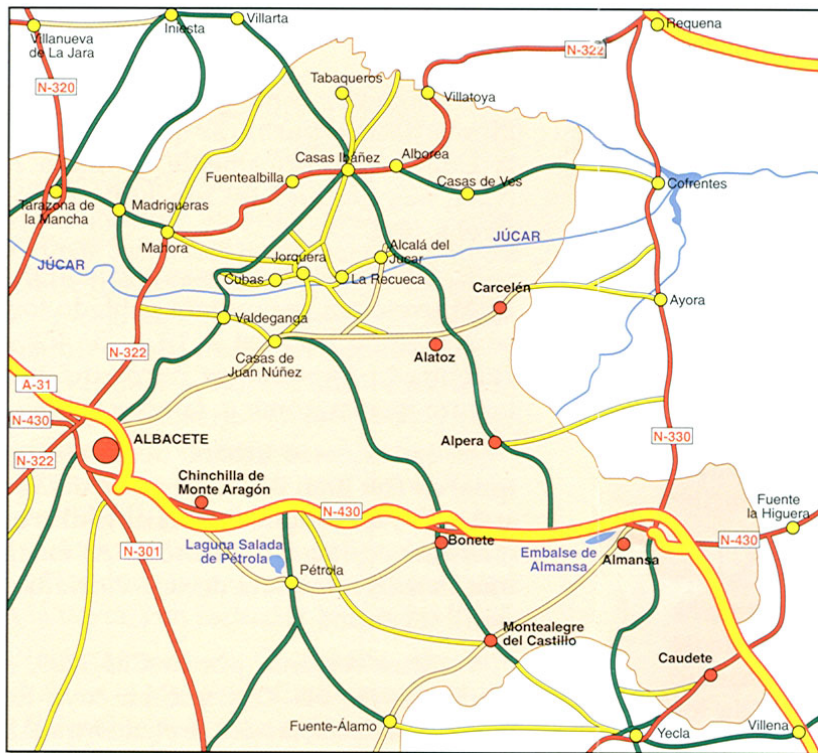 Villanueva
de La Jara
Iniesta
Villarta
Requena
N-322
N-320
Tabaqueros
Villatoya
Casas Ibáñez
Alborea
Fuentealbilla
Casas de Ves
Cofrentes
Tarazona de
la Mancha
Madrigueras
Mahora
JÚCAR
JÚCAR
Alcalá del
Jucar
Jorquera
Cubas
La Recueca
Carcelén
Ayora
Valdeganga
Casas de
Juan Núñez
Alatoz
N-322
A-31
N-430
N-322
ALBACETE
Alpera
N-330
Chinchilla de
Monte Aragón
N-430
Fuente
la Higuera
N-301
Laguna Salada
de Pétrola
Bonete
Embalse de
Almansa
Almansa
N-430
Pétrola
Montealegre
del Castillo
Caudete
Fuente-Álamo
Yecla
Villena